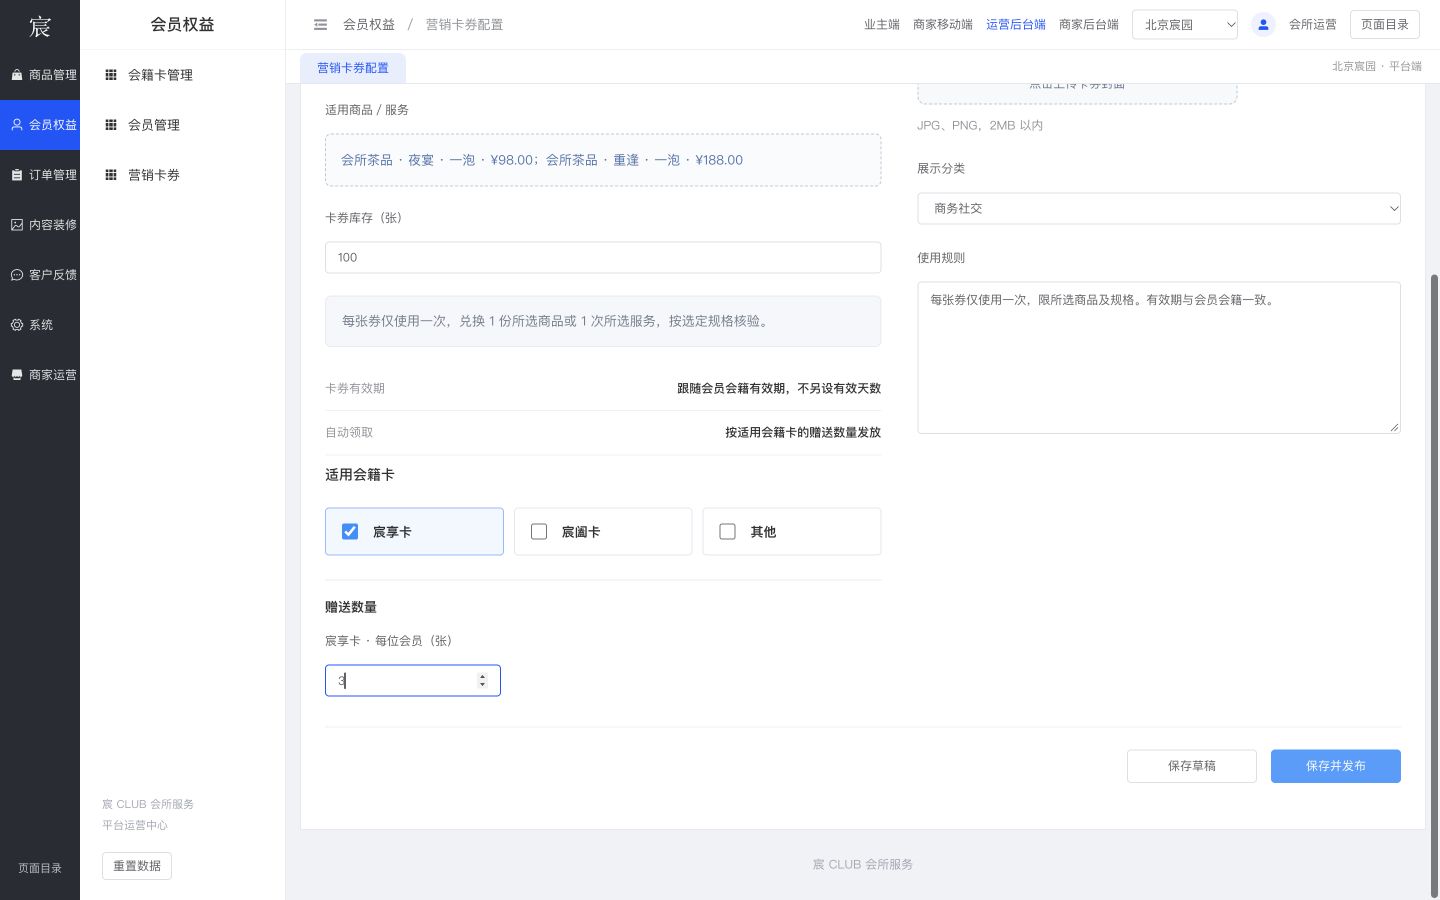 宸
商品管理
会员权益
订单管理
内容装修
客户反馈
系统
商家运营
页面目录
会员权益
会籍卡管理
会员管理
营销卡券
宸 CLUB 会所服务
平台运营中心
重置数据
会员权益 / 营销卡券配置
业主端 商家移动端 运营后台端 商家后台端 北京宸园 会所运营 页面目录
营销卡券配置
北京宸园 · 平台端
适用商品 / 服务
会所茶品 · 夜宴 · 一泡 · ¥98.00；会所茶品 · 重逢 · 一泡 · ¥188.00
卡券库存（张）
100
每张券仅使用一次，兑换 1 份所选商品或 1 次所选服务，按选定规格核验。
卡券有效期 跟随会员会籍有效期，不另设有效天数
自动领取 按适用会籍卡的赠送数量发放
适用会籍卡
宸享卡 宸阖卡 其他
赠送数量
宸享卡 · 每位会员（张）
3
点击上传卡券封面
JPG、PNG，2MB 以内
展示分类
商务社交
使用规则
每张券仅使用一次，限所选商品及规格。有效期与会员会籍一致。
保存草稿 保存并发布
宸 CLUB 会所服务